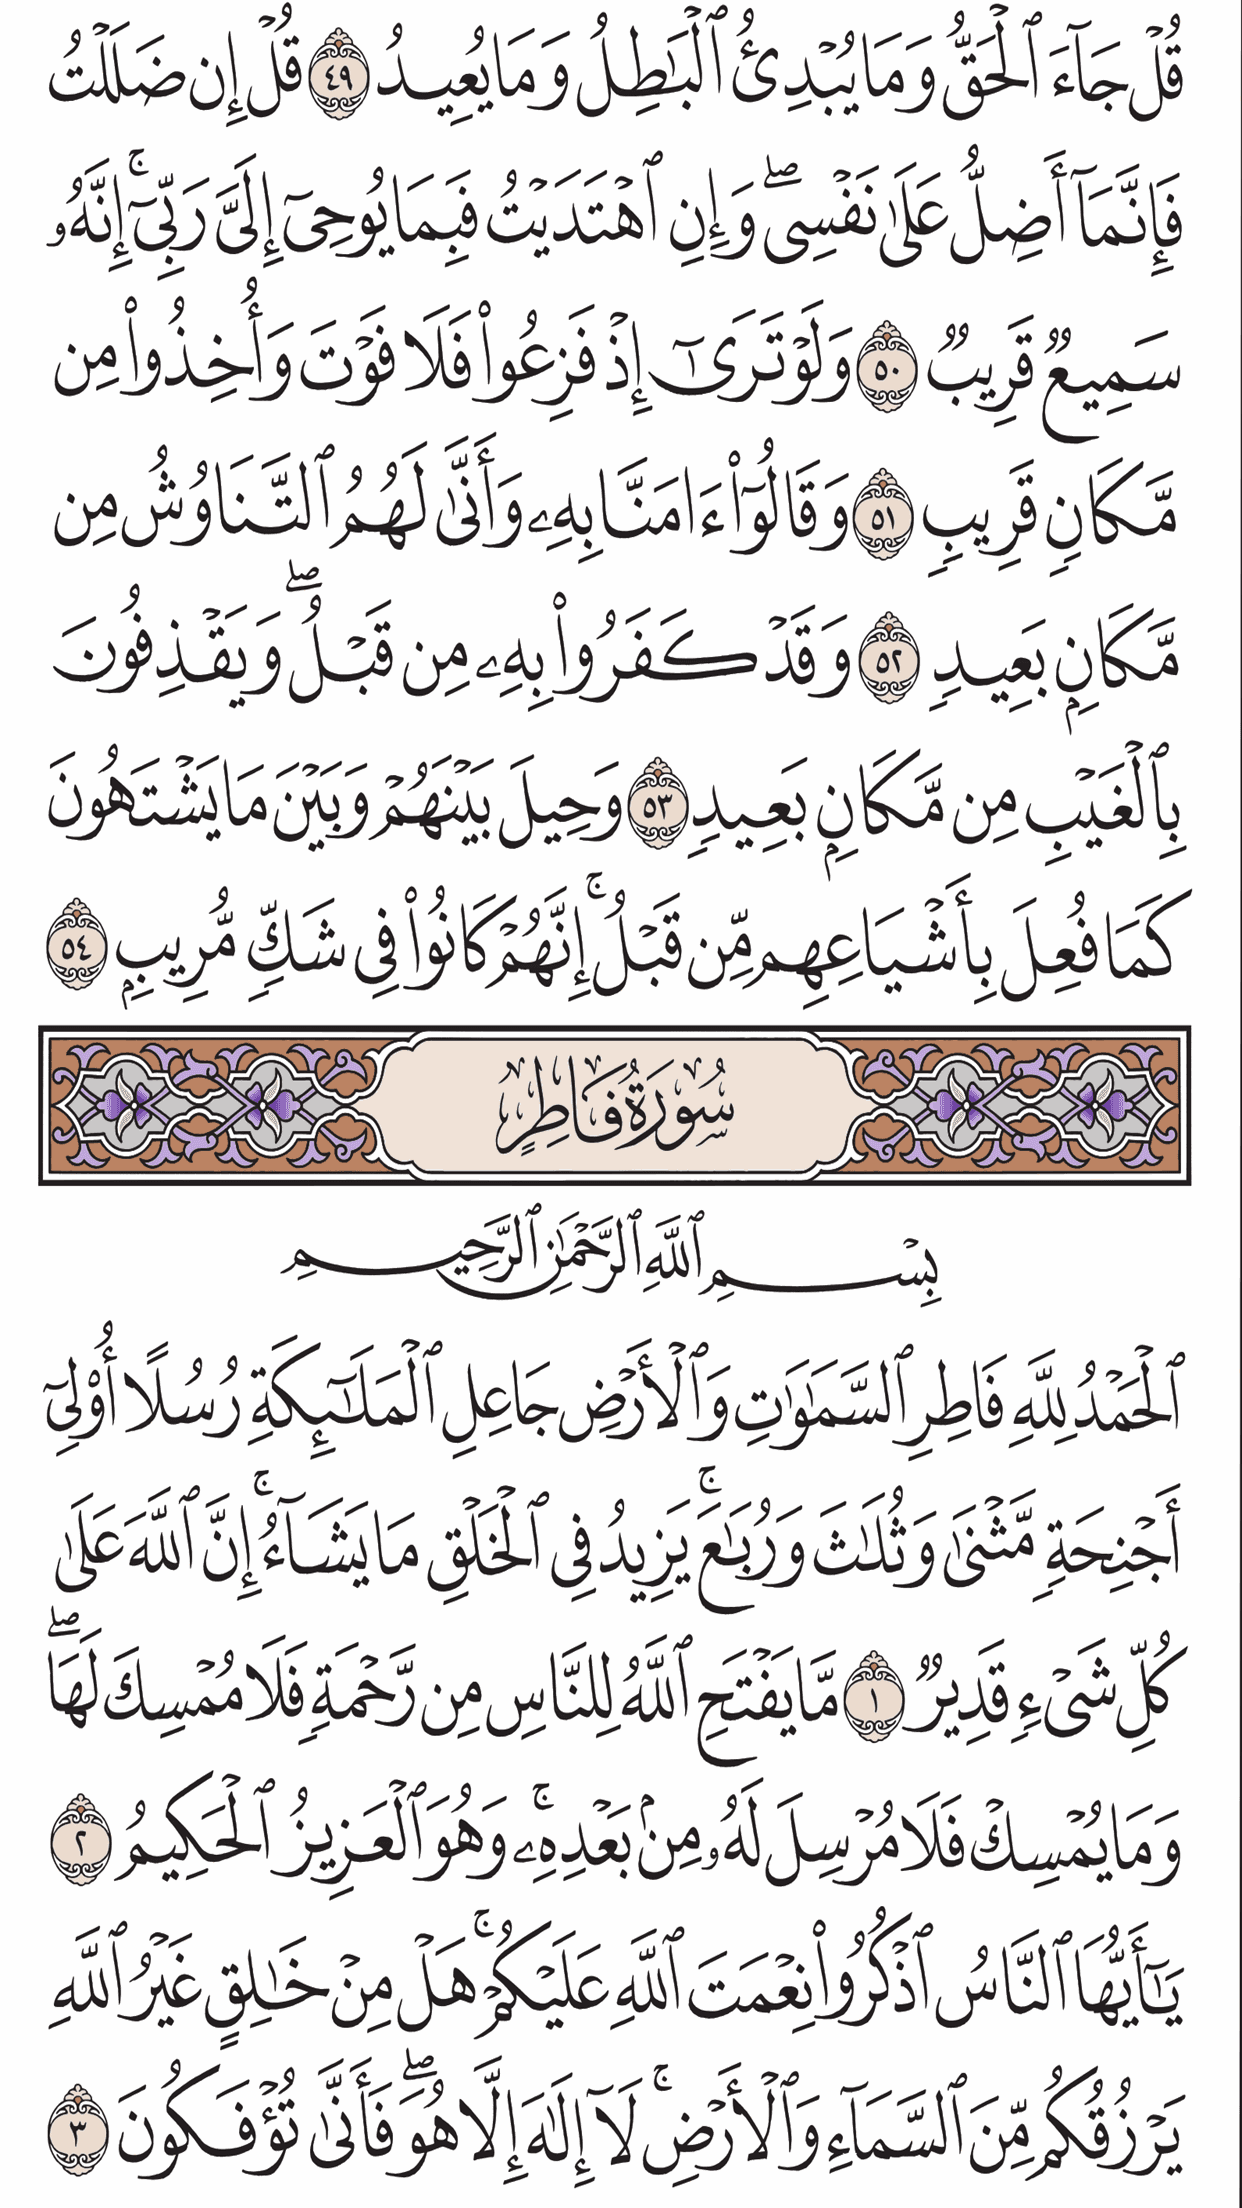 قُلْ جَآءَ ٱلْحَقُّ وَمَا يُبْدِئُ ٱلْبَٰطِلُ وَمَا يُعِيدُ ٤٩ قُلْ إِن ضَلَلْتُ
فَإِنَّمَآ أَضِلُّ عَلَىٰ نَفْسِى ۖ وَإِنِ ٱهْتَدَيْتُ فَبِمَا يُوحِىٓ إِلَىَّ رَبِّىٓ ۚ إِنَّهُۥ
سَمِيعٌ قَرِيبٌ ٥٠ وَلَوْ تَرَىٰٓ إِذْ فَزِعُوا۟ فَلَا فَوْتَ وَأُخِذُوا۟ مِن
مَّكَانٍ قَرِيبٍ ٥١ وَقَالُوٓا۟ ءَامَنَّا بِهِۦ وَأَنَّىٰ لَهُمُ ٱلتَّنَاوُشُ مِن
مَّكَانٍۭ بَعِيدٍ ٥٢ وَقَدْ كَفَرُوا۟ بِهِۦ مِن قَبْلُ ۖ وَيَقْذِفُونَ
بِٱلْغَيْبِ مِن مَّكَانٍۭ بَعِيدٍ ٥٣ وَحِيلَ بَيْنَهُمْ وَبَيْنَ مَا يَشْتَهُونَ
كَمَا فُعِلَ بِأَشْيَاعِهِم مِّن قَبْلُ ۚ إِنَّهُمْ كَانُوا۟ فِى شَكٍّ مُّرِيبٍۭ ٥٤
سُورَةُ فَاطِرٍ
بِسْمِ ٱللَّهِ ٱلرَّحْمَٰنِ ٱلرَّحِيمِ
ٱلْحَمْدُ لِلَّهِ فَاطِرِ ٱلسَّمَٰوَٰتِ وَٱلْأَرْضِ جَاعِلِ ٱلْمَلَٰٓئِكَةِ رُسُلًا أُو۟لِىٓ
أَجْنِحَةٍ مَّثْنَىٰ وَثُلَٰثَ وَرُبَٰعَ ۚ يَزِيدُ فِى ٱلْخَلْقِ مَا يَشَآءُ ۚ إِنَّ ٱللَّهَ عَلَىٰ
كُلِّ شَىْءٍ قَدِيرٌ ١ مَّا يَفْتَحِ ٱللَّهُ لِلنَّاسِ مِن رَّحْمَةٍ فَلَا مُمْسِكَ لَهَا ۖ
وَمَا يُمْسِكْ فَلَا مُرْسِلَ لَهُۥ مِنۢ بَعْدِهِۦ ۚ وَهُوَ ٱلْعَزِيزُ ٱلْحَكِيمُ ٢
يَٰٓأَيُّهَا ٱلنَّاسُ ٱذْكُرُوا۟ نِعْمَتَ ٱللَّهِ عَلَيْكُمْ ۚ هَلْ مِنْ خَٰلِقٍ غَيْرُ ٱللَّهِ
يَرْزُقُكُم مِّنَ ٱلسَّمَآءِ وَٱلْأَرْضِ ۚ لَآ إِلَٰهَ إِلَّا هُوَ ۖ فَأَنَّىٰ تُؤْفَكُونَ ٣